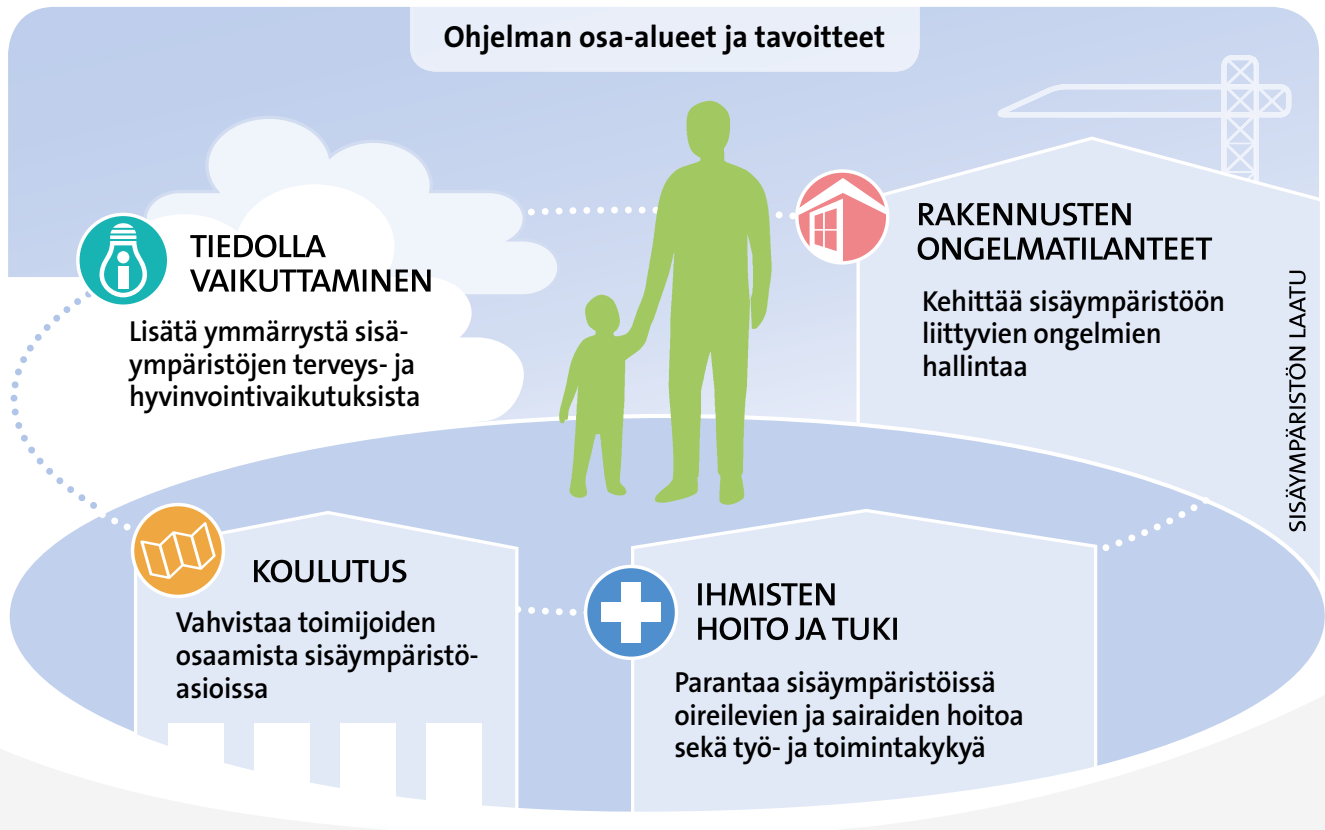 Ohjelman osa-alueet ja tavoitteet
TIEDOLLA
VAIKUTTAMINEN
Lisätä ymmärrystä sisä-
ympäristöjen terveys- ja
hyvinvointivaikutuksista
RAKENNUSTEN
ONGELMATILANTEET
Kehittää sisäympäristöön
liittyvien ongelmien
hallintaa
SISÄYMPÄRISTÖN LAATU
KOULUTUS
Vahvistaa toimijoiden
osaamista sisäympäristö-
asioissa
IHMISTEN
HOITO JA TUKI
Parantaa sisäympäristöissä
oireilevien ja sairaiden hoitoa
sekä työ- ja toimintakykyä